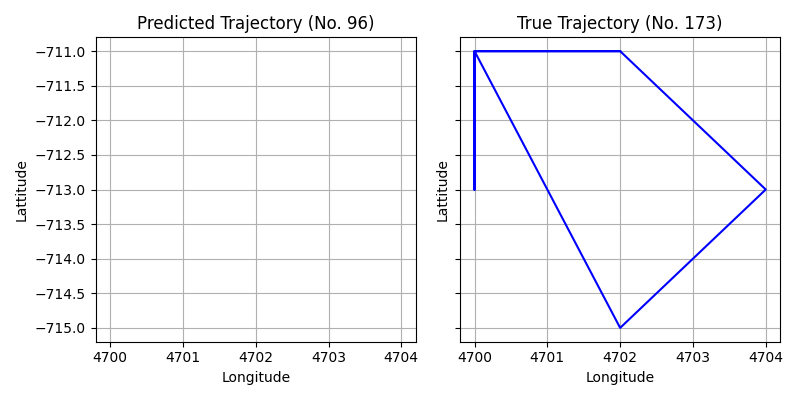 Predicted Trajectory (No. 96)
True Trajectory (No. 173)
Lattitude
−711.0
−711.5
−712.0
−712.5
−713.0
−713.5
−714.0
−714.5
−715.0
4700 4701 4702 4703 4704
Longitude
Lattitude
4700 4701 4702 4703 4704
Longitude